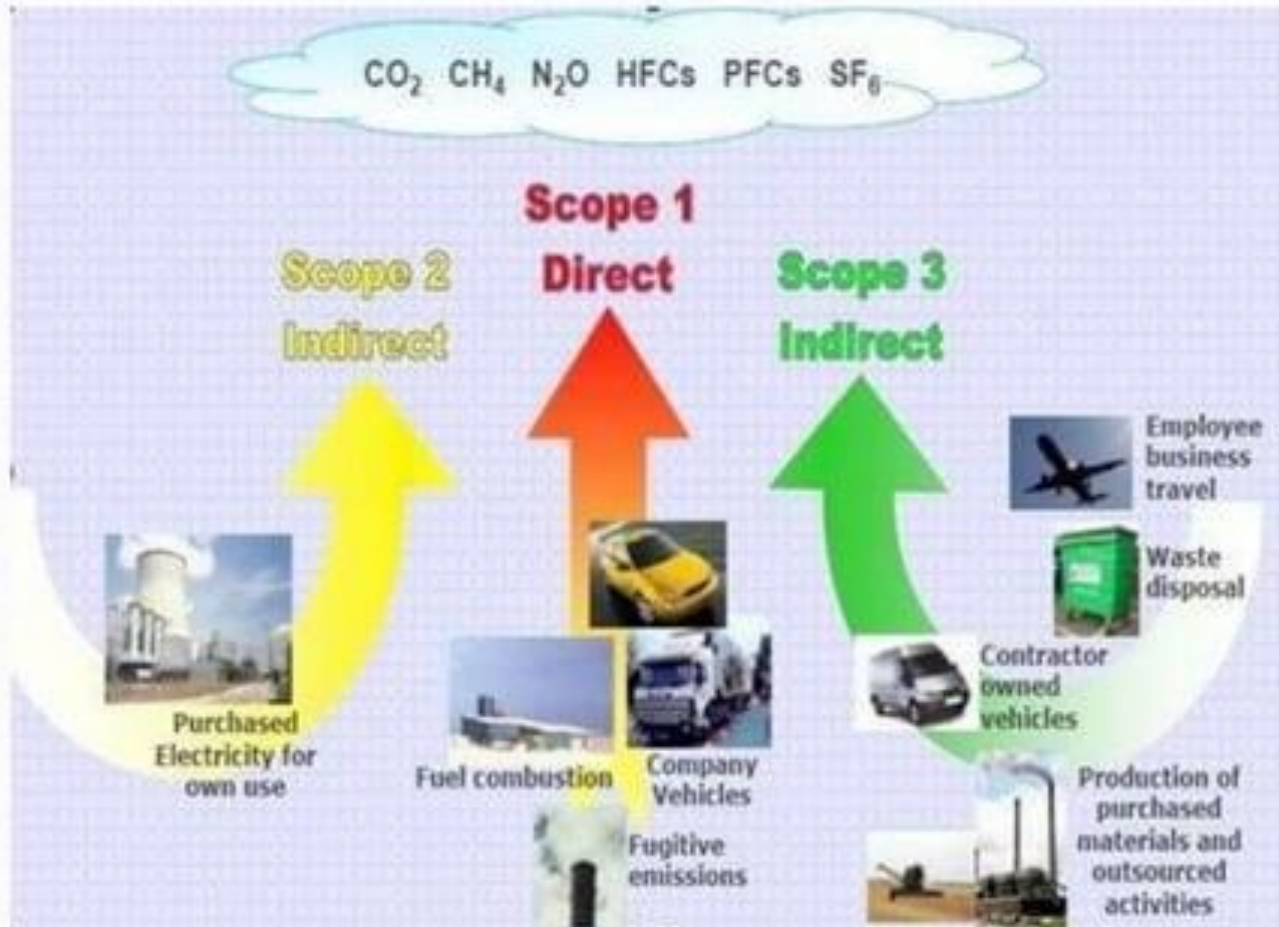 CO₂ CH₄ N₂O HFCs PFCs SF₆
Scope 1
Direct
Scope 2
Indirect
Scope 3
Indirect
Employee
business
travel
Waste
disposal
Contractor
owned
vehicles
Purchased
Electricity for
own use
Fuel combustion
Company
Vehicles
Fugitive
emissions
Production of
purchased
materials and
outsourced
activities